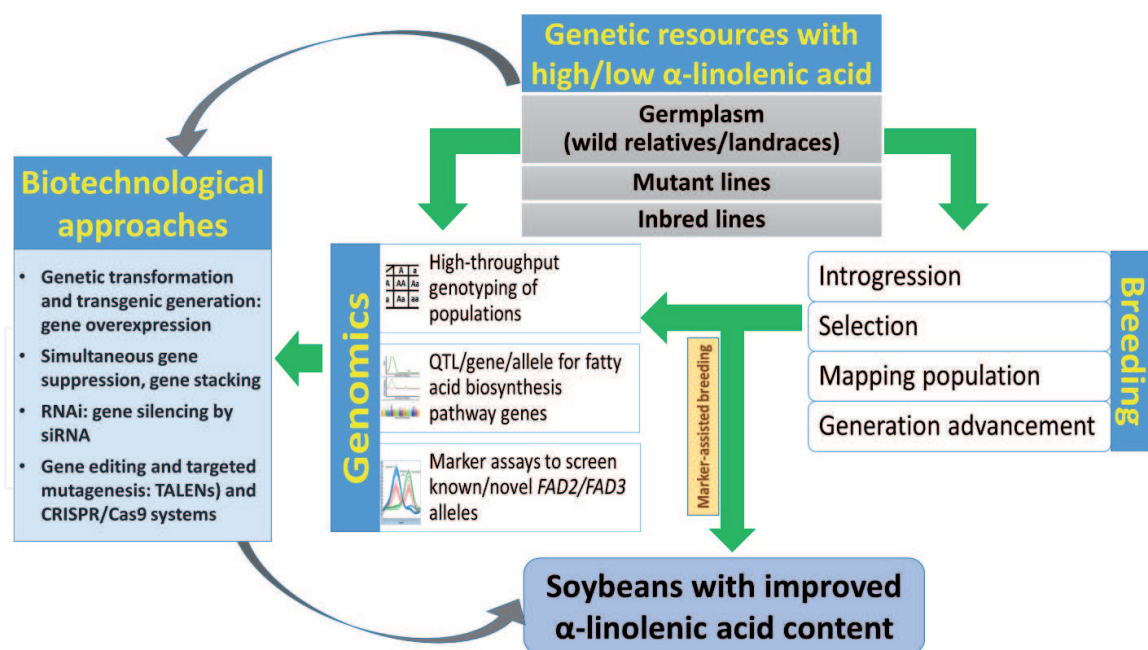 Genetic resources with
high/low α-linolenic acid
Germplasm
(wild relatives/landraces)
Mutant lines
Inbred lines
Biotechnological
approaches
• Genetic transformation
and transgenic generation:
gene overexpression
• Simultaneous gene
suppression, gene stacking
• RNAi: gene silencing by
siRNA
• Gene editing and targeted
mutagenesis: TALENs) and
CRISPR/Cas9 systems
Genomics
A a
A AA Aa
a Aa aa
High-throughput
genotyping of
populations
QTL/gene/allele for fatty
acid biosynthesis
pathway genes
Marker assays to screen
known/novel FAD2/FAD3
alleles
Marker-assisted breeding
Introgression
Selection
Mapping population
Generation advancement
Breeding
Soybeans with improved
α-linolenic acid content